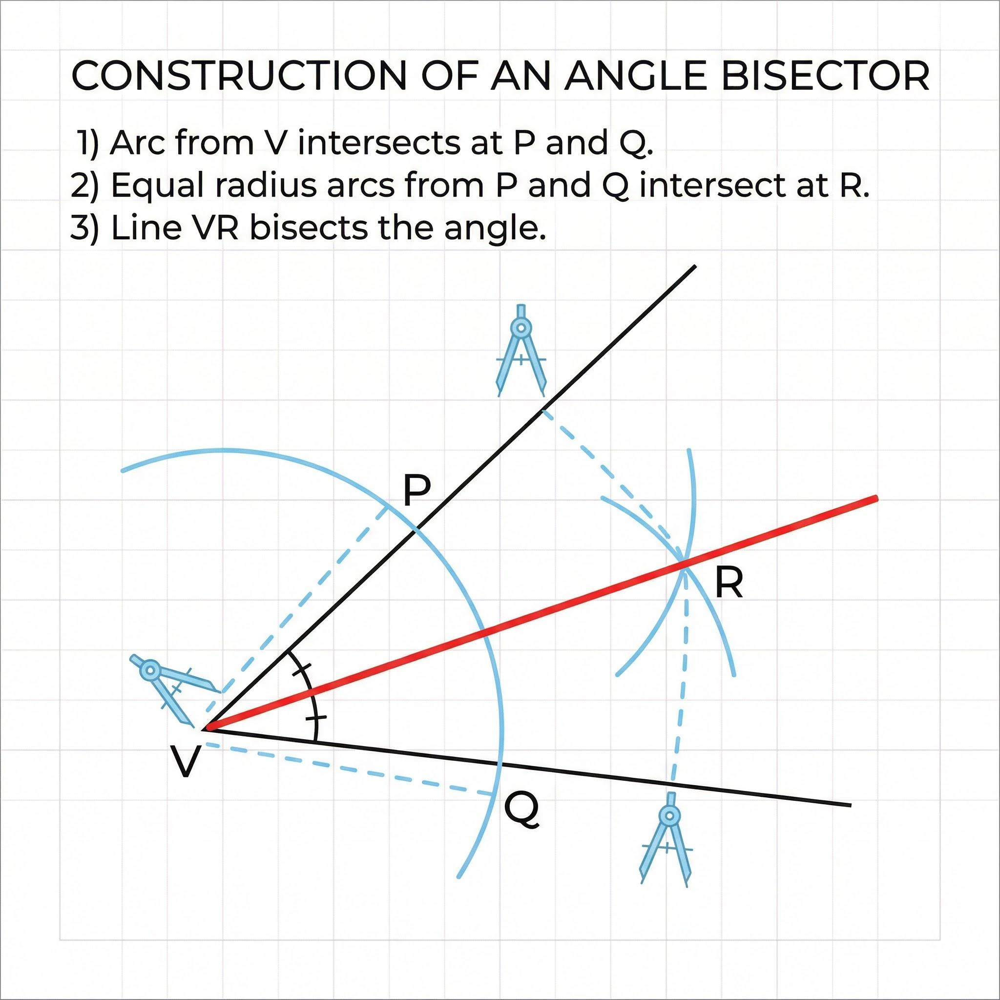 CONSTRUCTION OF AN ANGLE BISECTOR
1) Arc from V intersects at P and Q.
2) Equal radius arcs from P and Q intersect at R.
3) Line VR bisects the angle.
P
R
V
Q